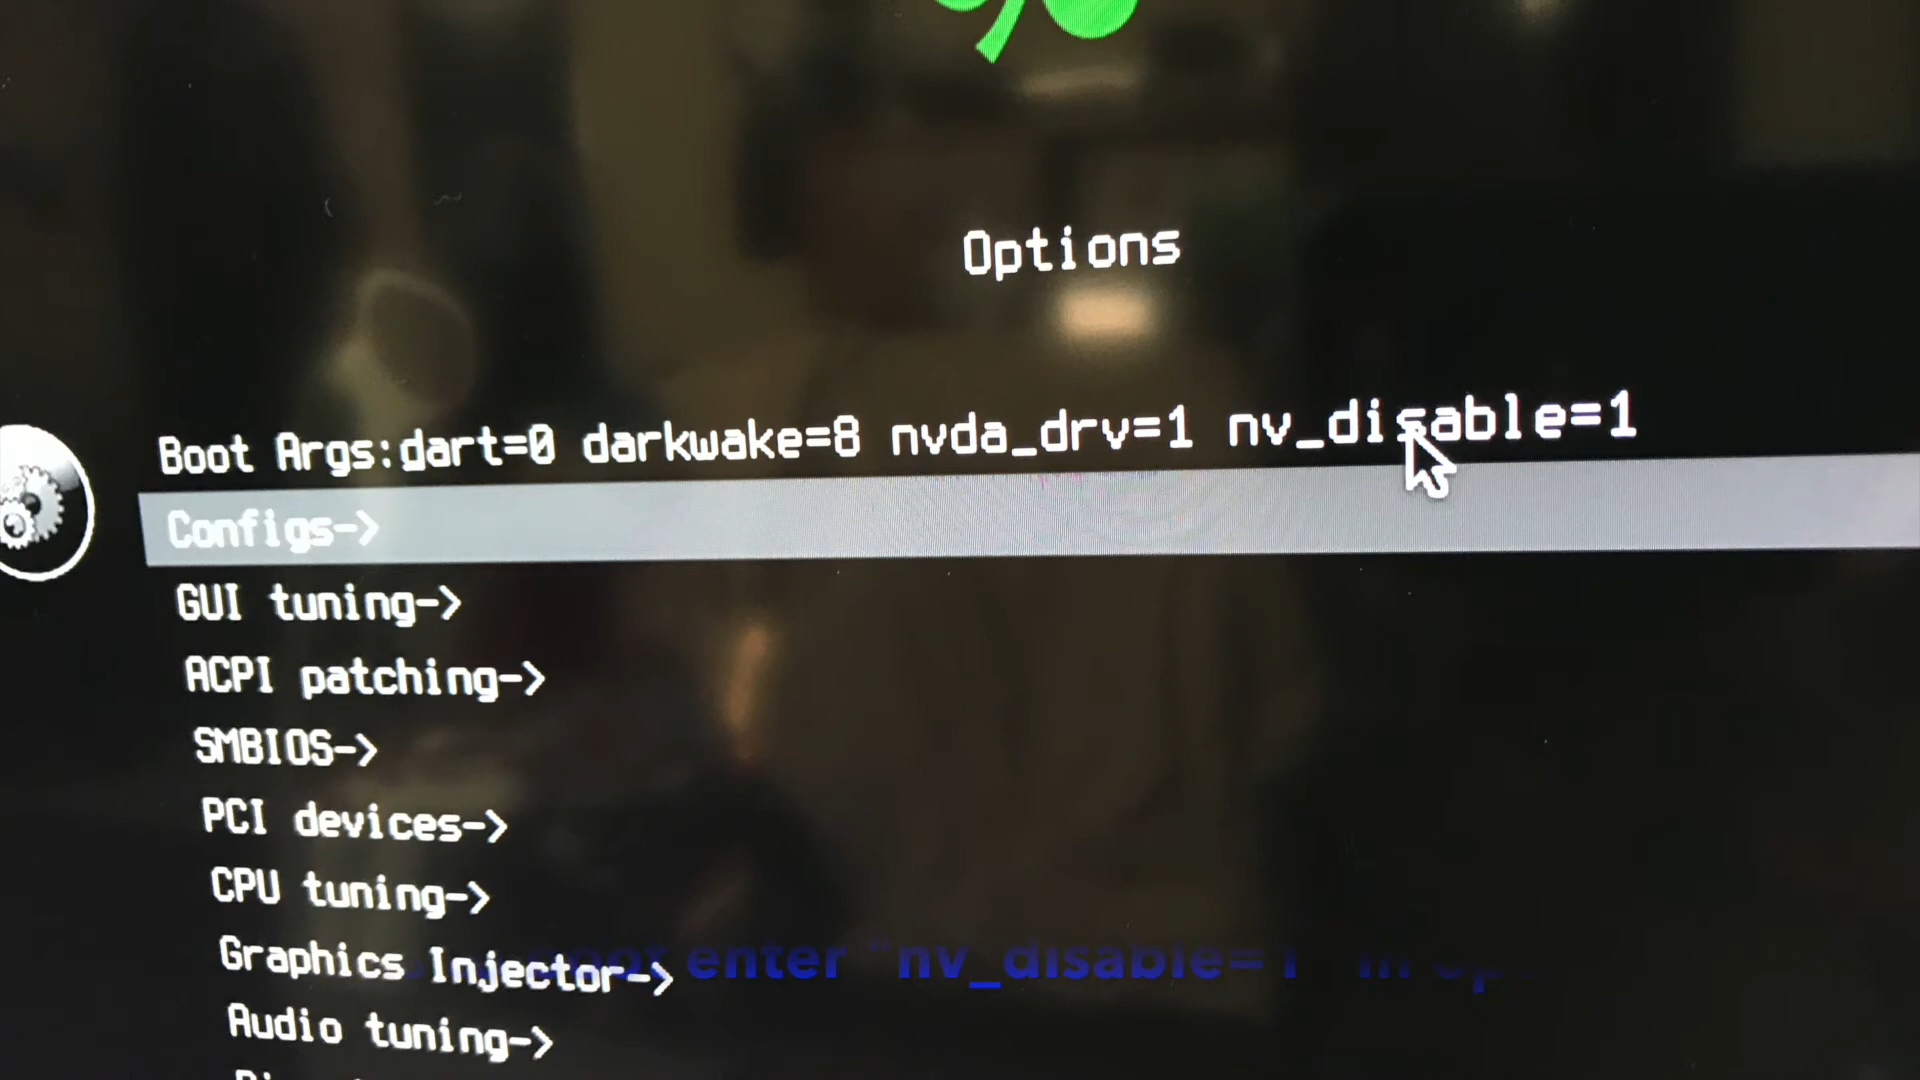 Options
Boot Args:dart=0 darkwake=8 nvda_drv=1 nv_disable=1
Configs->
GUI tuning->
ACPI patching->
SMBIOS->
PCI devices->
CPU tuning->
Graphics Injector->
enter "nv_disable=1" in
Audio tuning->